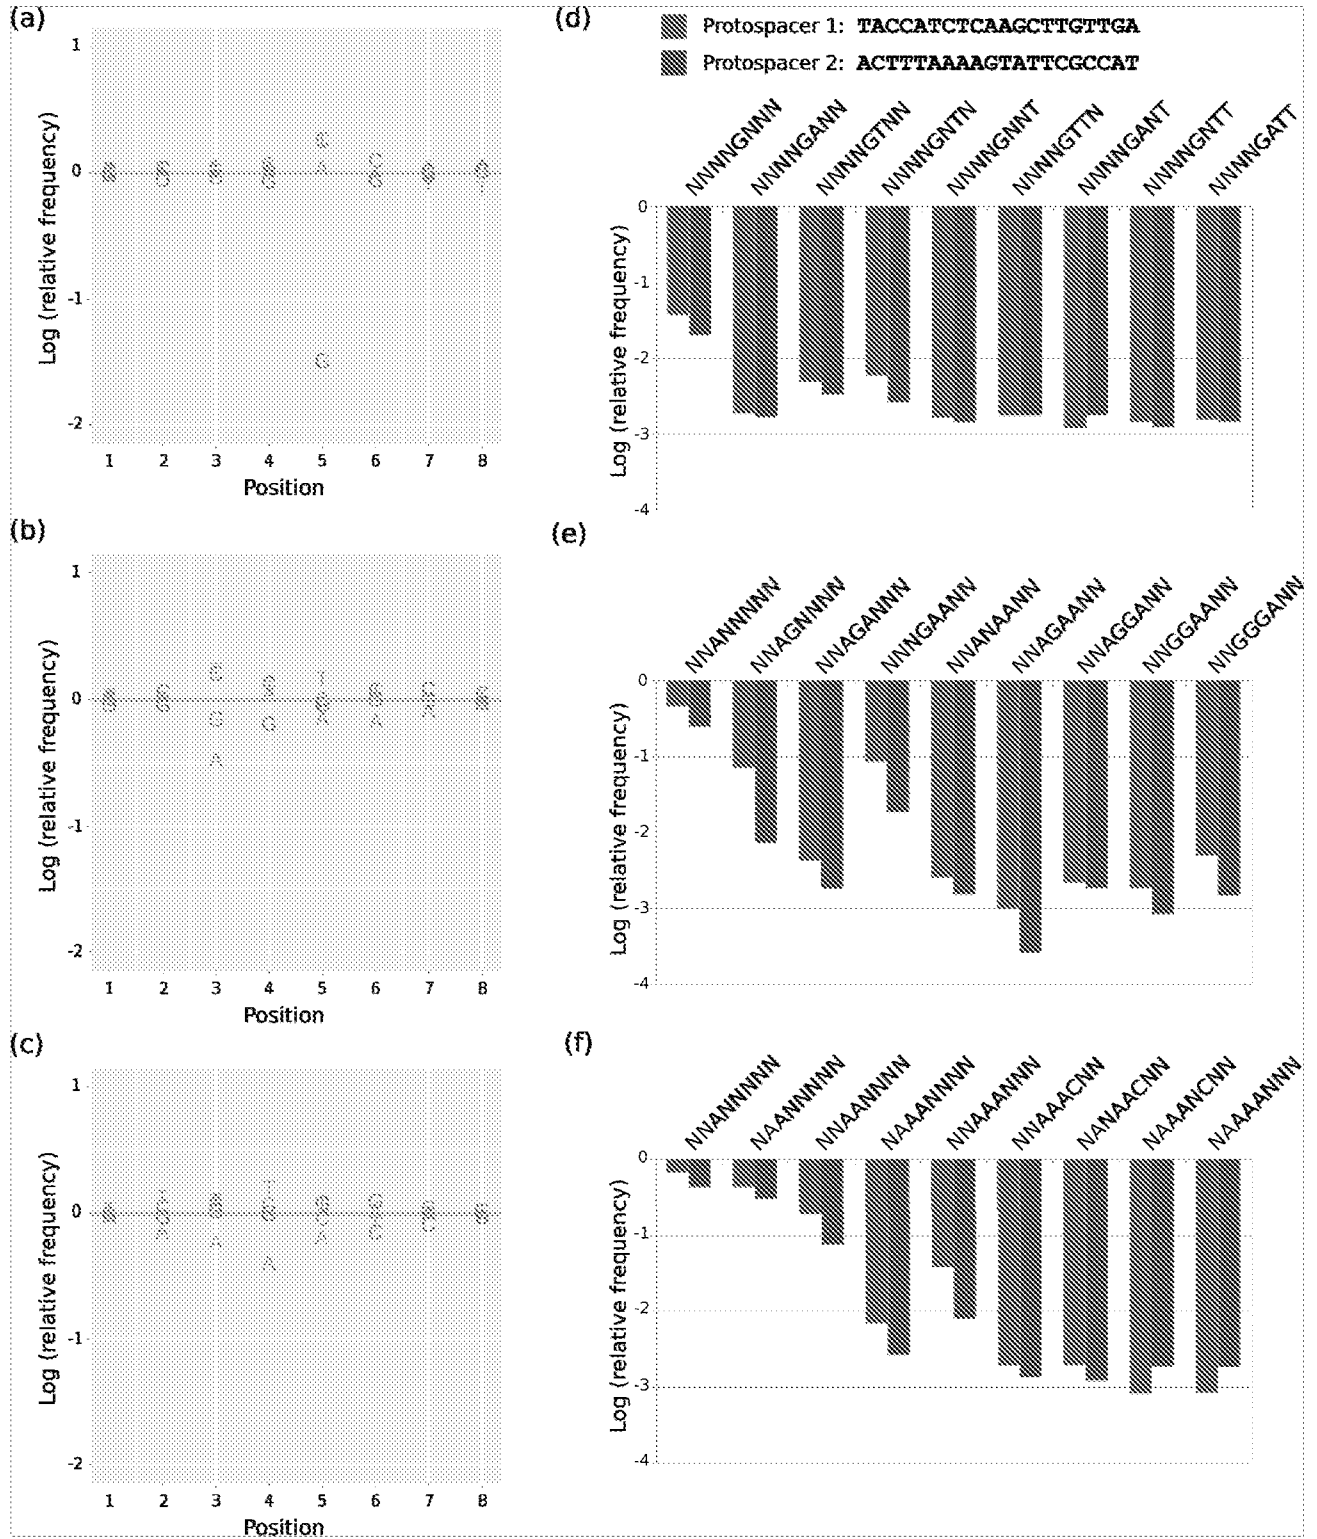 (a)
1
0
-1
-2
Log (relative frequency)
1 2 3 4 5 6 7 8
Position
(b)
1
0
-1
-2
Log (relative frequency)
1 2 3 4 5 6 7 8
Position
(c)
1
0
-1
-2
Log (relative frequency)
1 2 3 4 5 6 7 8
Position
(d)
Protospacer 1: TACCATCTCAAGCTTGTTGA
Protospacer 2: ACTTTAAAAGTATTCGCCAT
NNNNGNNN
NNNNGANN
NNNNGTNN
NNNNGNTN
NNNNGNNT
NNNNGTTN
NNNNGANT
NNNNGNTT
NNNNGATT
0
-1
-2
-3
-4
Log (relative frequency)
(e)
NNANNNNN
NNAGNNNN
NNAGANNN
NNNGAANN
NNANAANN
NNAGAANN
NNAGGANN
NNGGAANN
NNGGGANN
0
-1
-2
-3
-4
Log (relative frequency)
(f)
NNANNNNN
NAANNNNN
NNAANNNN
NAAANNNN
NNAAANNN
NNAAACNN
NANAACNN
NAAANCNN
NAAAANNN
0
-1
-2
-3
-4
Log (relative frequency)